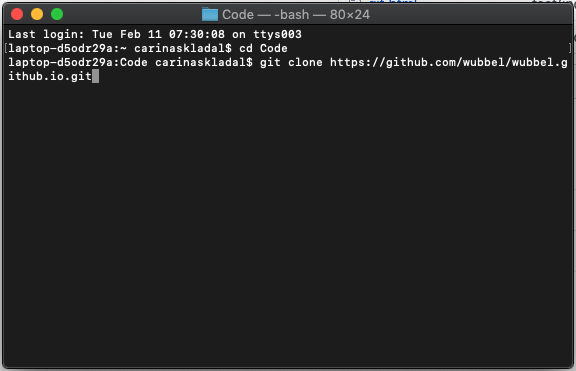 Code — -bash — 80×24
Last login: Tue Feb 11 07:30:08 on ttys003
[laptop-d5odr29a:~ carinaskladal$ cd Code ]
laptop-d5odr29a:Code carinaskladal$ git clone https://github.com/wubbel/wubbel.g
ithub.io.git